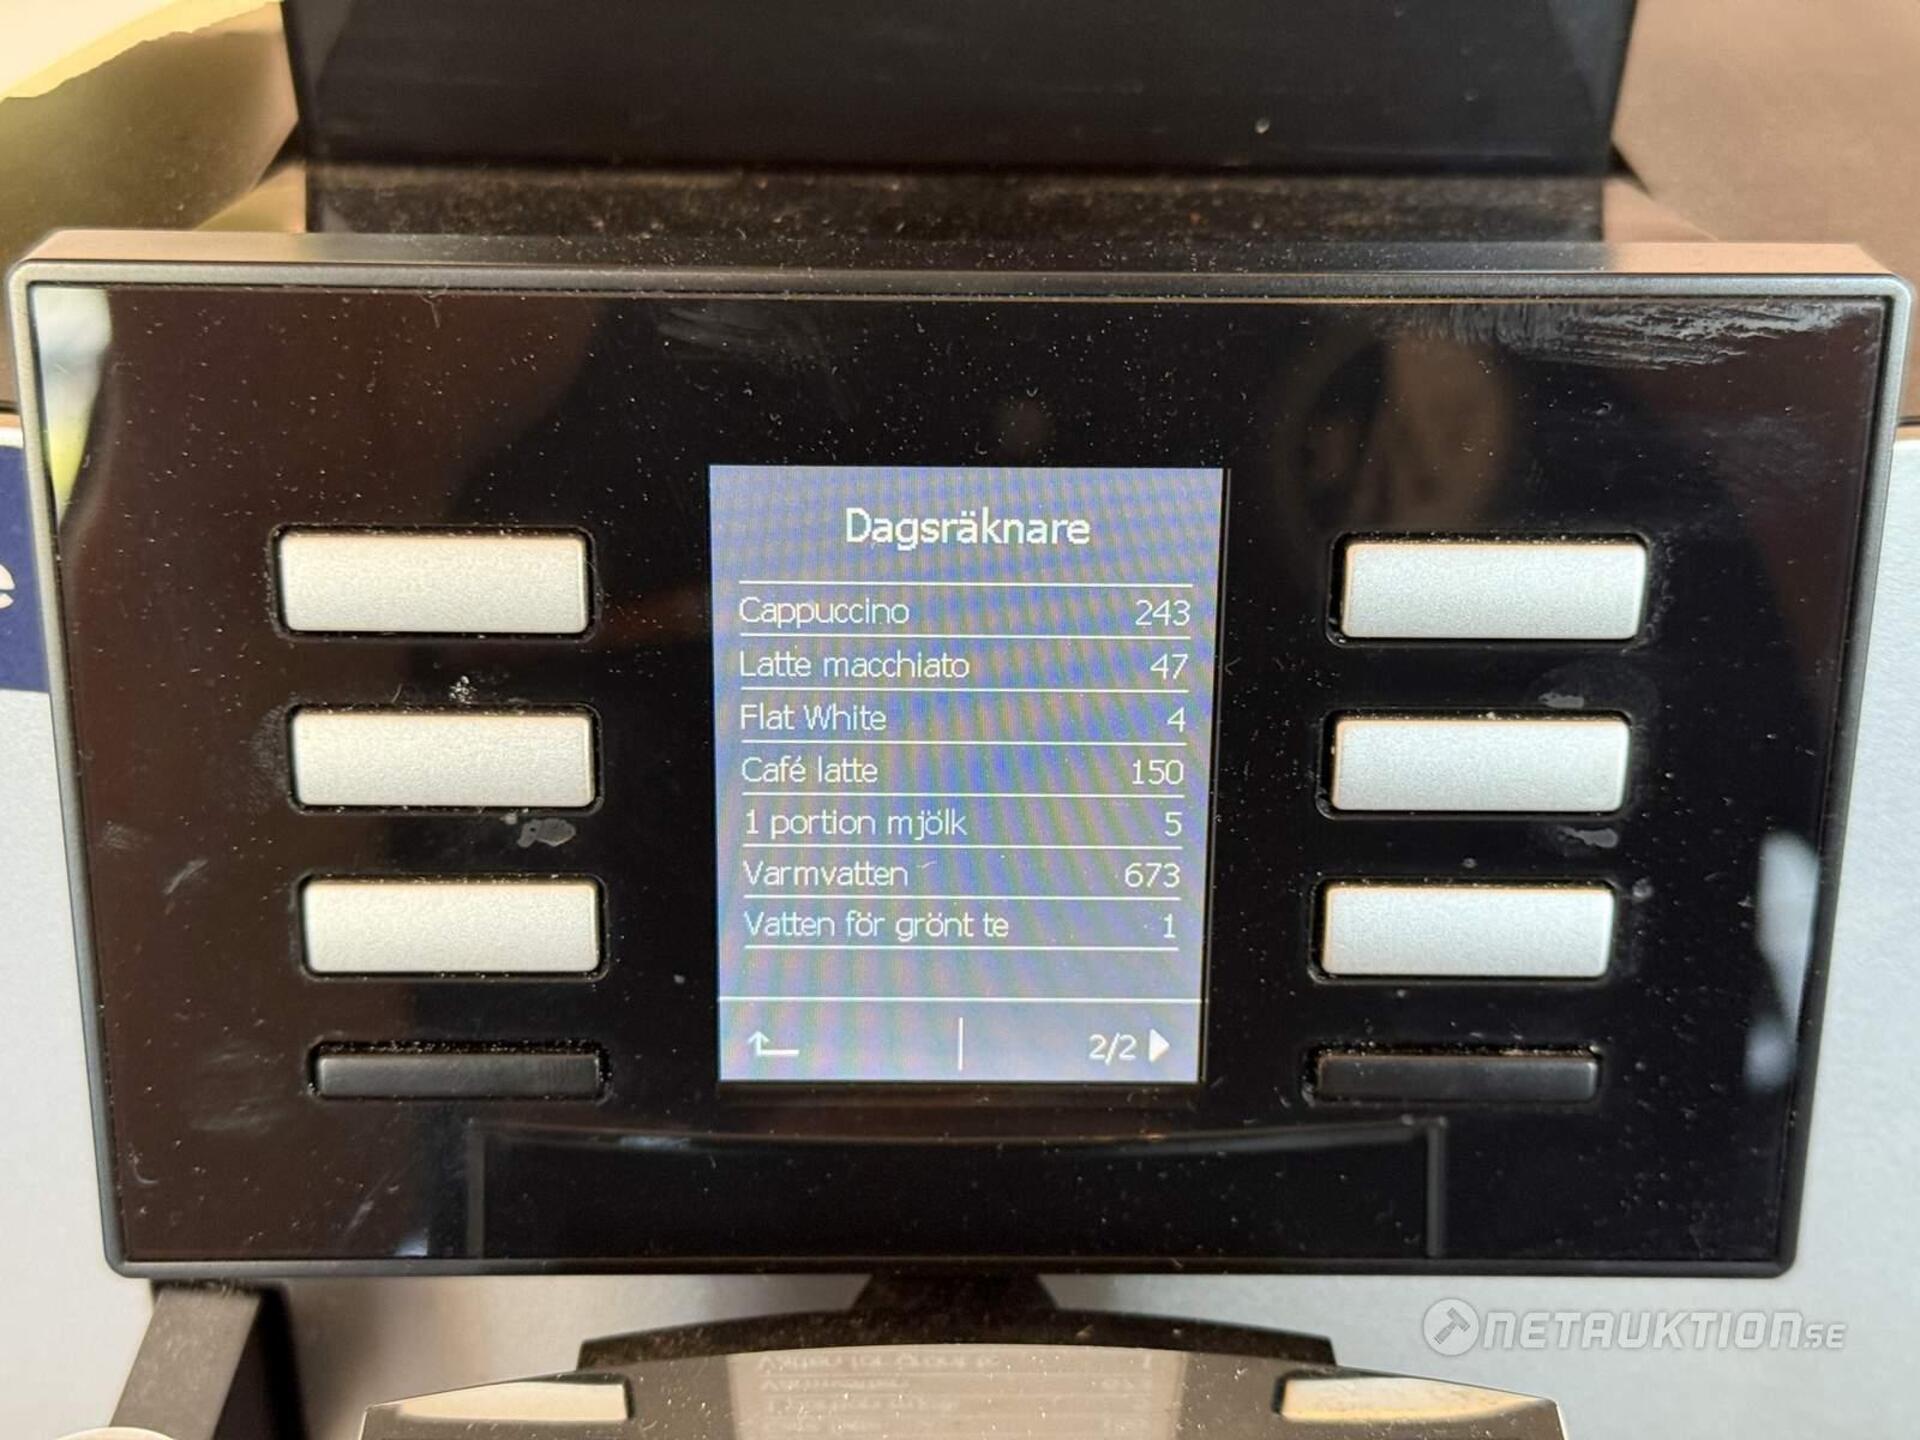 e
Dagsräknare
Cappuccino 243
Latte macchiato 47
Flat White 4
Café latte 150
1 portion mjölk 5
Varmvatten 673
Vatten för grönt te 1
2/2
NETAUKTION.SE